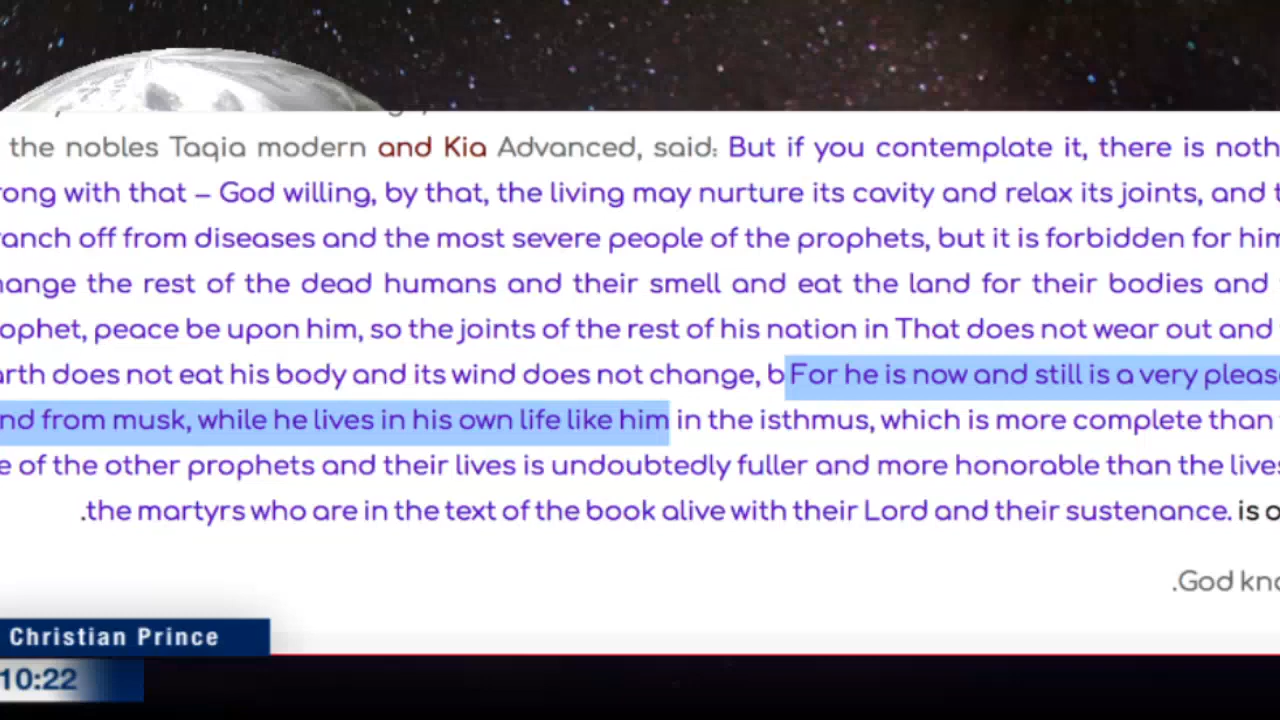 the nobles Taqia modern and Kia Advanced, said: But if you contemplate it, there is noth
rong with that – God willing, by that, the living may nurture its cavity and relax its joints, and t
ranch off from diseases and the most severe people of the prophets, but it is forbidden for him
hange the rest of the dead humans and their smell and eat the land for their bodies and
ophet, peace be upon him, so the joints of the rest of his nation in That does not wear out and
arth does not eat his body and its wind does not change, b For he is now and still is a very pleas
nd from musk, while he lives in his own life like him in the isthmus, which is more complete than
e of the other prophets and their lives is undoubtedly fuller and more honorable than the lives
.the martyrs who are in the text of the book alive with their Lord and their sustenance. is o
.God kno
Christian Prince
10:22